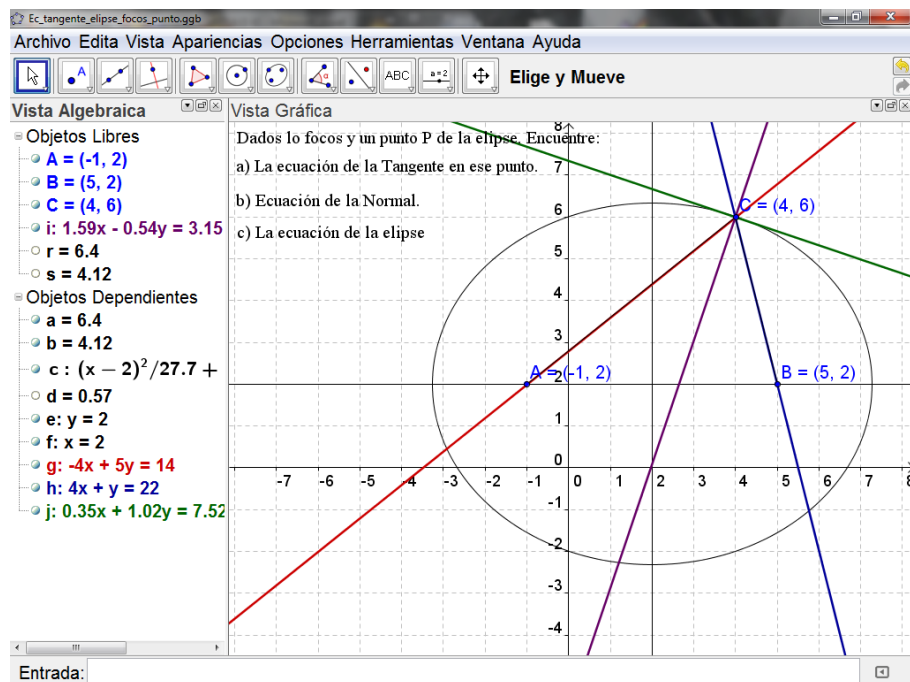 Ec_tangente_elipse_focos_punto.ggb
Archivo Edita Vista Apariencias Opciones Herramientas Ventana Ayuda
A ABC a=2 Elige y Mueve
Vista Algebraica
Objetos Libres
A = (-1, 2)
B = (5, 2)
C = (4, 6)
i: 1.59x - 0.54y = 3.15
r = 6.4
s = 4.12
Objetos Dependientes
a = 6.4
b = 4.12
c : (x − 2)²/27.7 +
d = 0.57
e: y = 2
f: x = 2
g: -4x + 5y = 14
h: 4x + y = 22
j: 0.35x + 1.02y = 7.52
Vista Gráfica
Dados lo focos y un punto P de la elipse. Encuentre:
a) La ecuación de la Tangente en ese punto.
b) Ecuación de la Normal.
c) La ecuación de la elipse
8
7
6
5
4
3
2
1
0
-1
-2
-3
-4
-7 -6 -5 -4 -3 -2 -1 0 1 2 3 4 5 6 7 8
C = (4, 6)
A = (-1, 2)
B = (5, 2)
Entrada: